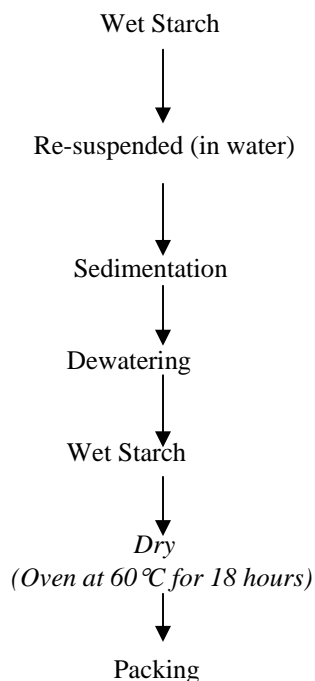 Wet Starch
Re-suspended (in water)
Sedimentation
Dewatering
Wet Starch
Dry
(Oven at 60°C for 18 hours)
Packing